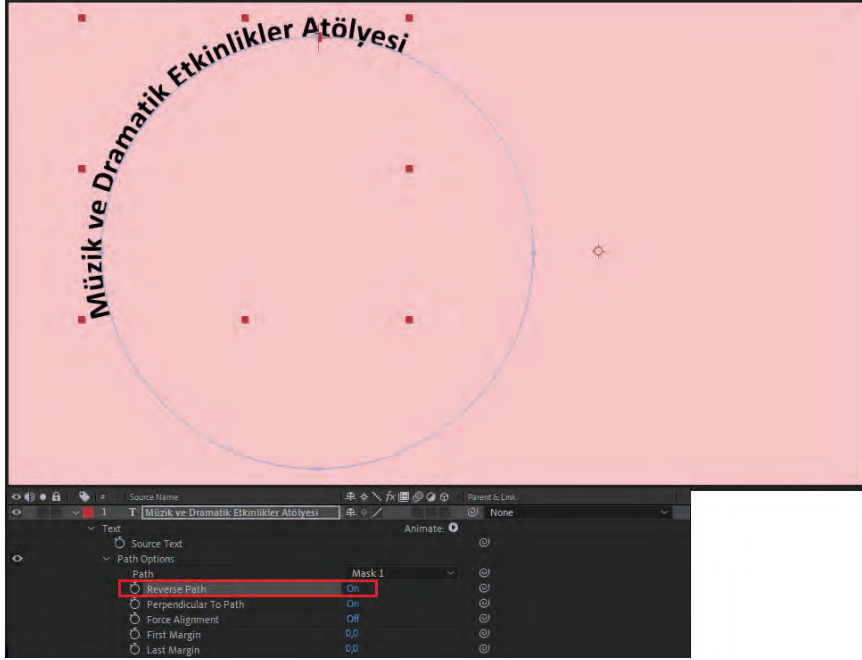 Müzik ve Dramatik Etkinlikler Atölyesi
# Source Name Parent & Link
1 T Müzik ve Dramatik Etkinlikler Atölyesi None
Text Animate:
Source Text
Path Options
Path Mask 1
Reverse Path On
Perpendicular To Path On
Force Alignment Off
First Margin 0,0
Last Margin 0,0